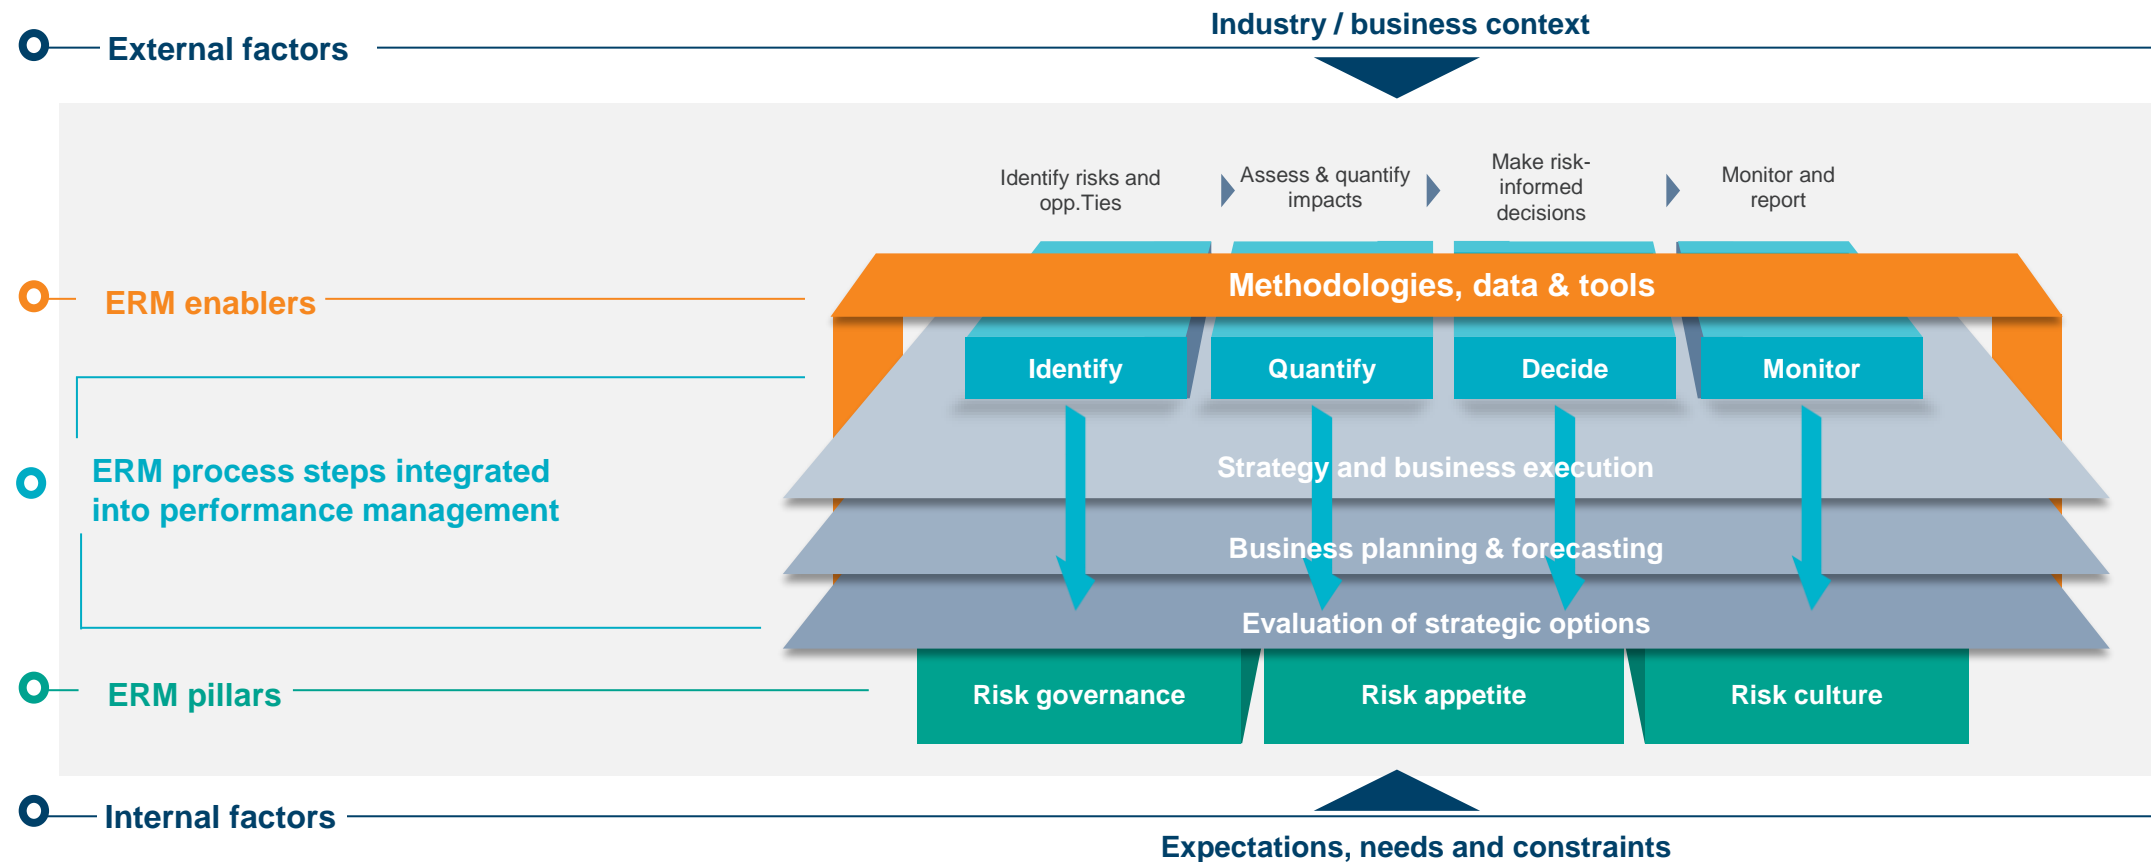 Industry / business context
External factors
Identify risks and
opp.Ties
Assess & quantify
impacts
Make risk-
informed
decisions
Monitor and
report
ERM enablers
Methodologies, data & tools
Identify
Quantify
Decide
Monitor
ERM process steps integrated
into performance management
Strategy and business execution
Business planning & forecasting
Evaluation of strategic options
ERM pillars
Risk governance
Risk appetite
Risk culture
Internal factors
Expectations, needs and constraints